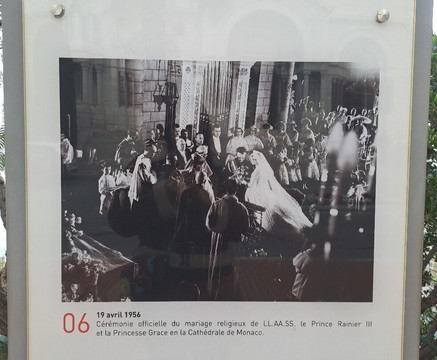 06
19 avril 1956
Cérémonie officielle du mariage religieux de LL.AA.SS. le Prince Rainier III
et la Princesse Grace en la Cathédrale de Monaco.